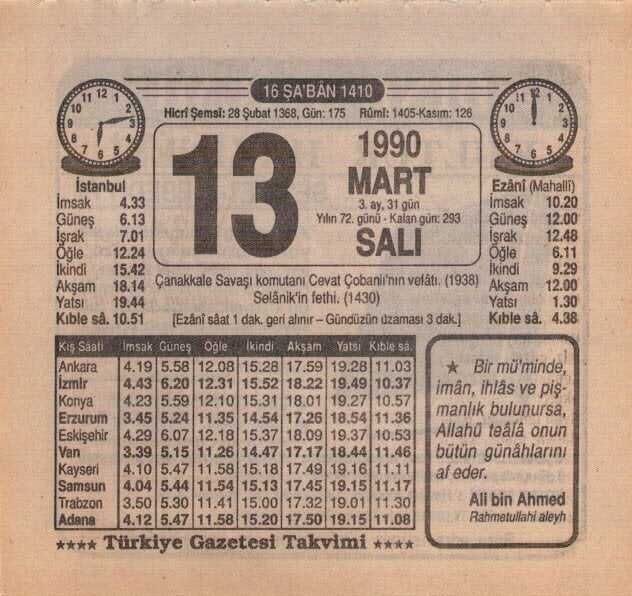 16 ŞA'BÂN 1410
Hicrî Şemsî: 28 Şubat 1368, Gün: 175 Rûmî: 1405-Kasım: 126
13
1990
MART
3. ay, 31 gün
Yılın 72. günü - Kalan gün: 293
SALI
İstanbul
İmsak 4.33
Güneş 6.13
İşrak 7.01
Öğle 12.24
İkindi 15.42
Akşam 18.14
Yatsı 19.44
Kıble sâ. 10.51
Ezânî (Mahallî)
İmsak 10.20
Güneş 12.00
İşrak 12.48
Öğle 6.11
İkindi 9.29
Akşam 12.00
Yatsı 1.30
Kıble sâ. 4.38
Çanakkale Savaşı komutanı Cevat Çobanlı'nın vefâtı. (1938)
Selânik'in fethi. (1430)
[Ezânî sâat 1 dak. geri alınır – Gündüzün uzaması 3 dak.]
Kış Sâati İmsak Güneş Öğle İkindi Akşam Yatsı Kıble sâ.
Ankara 4.19 5.58 12.08 15.28 17.59 19.28 11.03
İzmir 4.43 6.20 12.31 15.52 18.22 19.49 10.37
Konya 4.23 5.59 12.10 15.31 18.01 19.27 10.57
Erzurum 3.45 5.24 11.35 14.54 17.26 18.54 11.36
Eskişehir 4.29 6.07 12.18 15.37 18.09 19.37 10.53
Van 3.39 5.15 11.26 14.47 17.17 18.44 11.46
Kayseri 4.10 5.47 11.58 15.18 17.49 19.16 11.11
Samsun 4.04 5.44 11.54 15.13 17.45 19.15 11.17
Trabzon 3.50 5.30 11.41 15.00 17.32 19.01 11.30
Adana 4.12 5.47 11.58 15.20 17.50 19.15 11.08
★ Bir mü'minde,
imân, ihlâs ve piş-
manlık bulunursa,
Allahü teâlâ onun
bütün günâhlarını
af eder.
Ali bin Ahmed
Rahmetullahi aleyh
★★★★ Türkiye Gazetesi Takvimi ★★★★